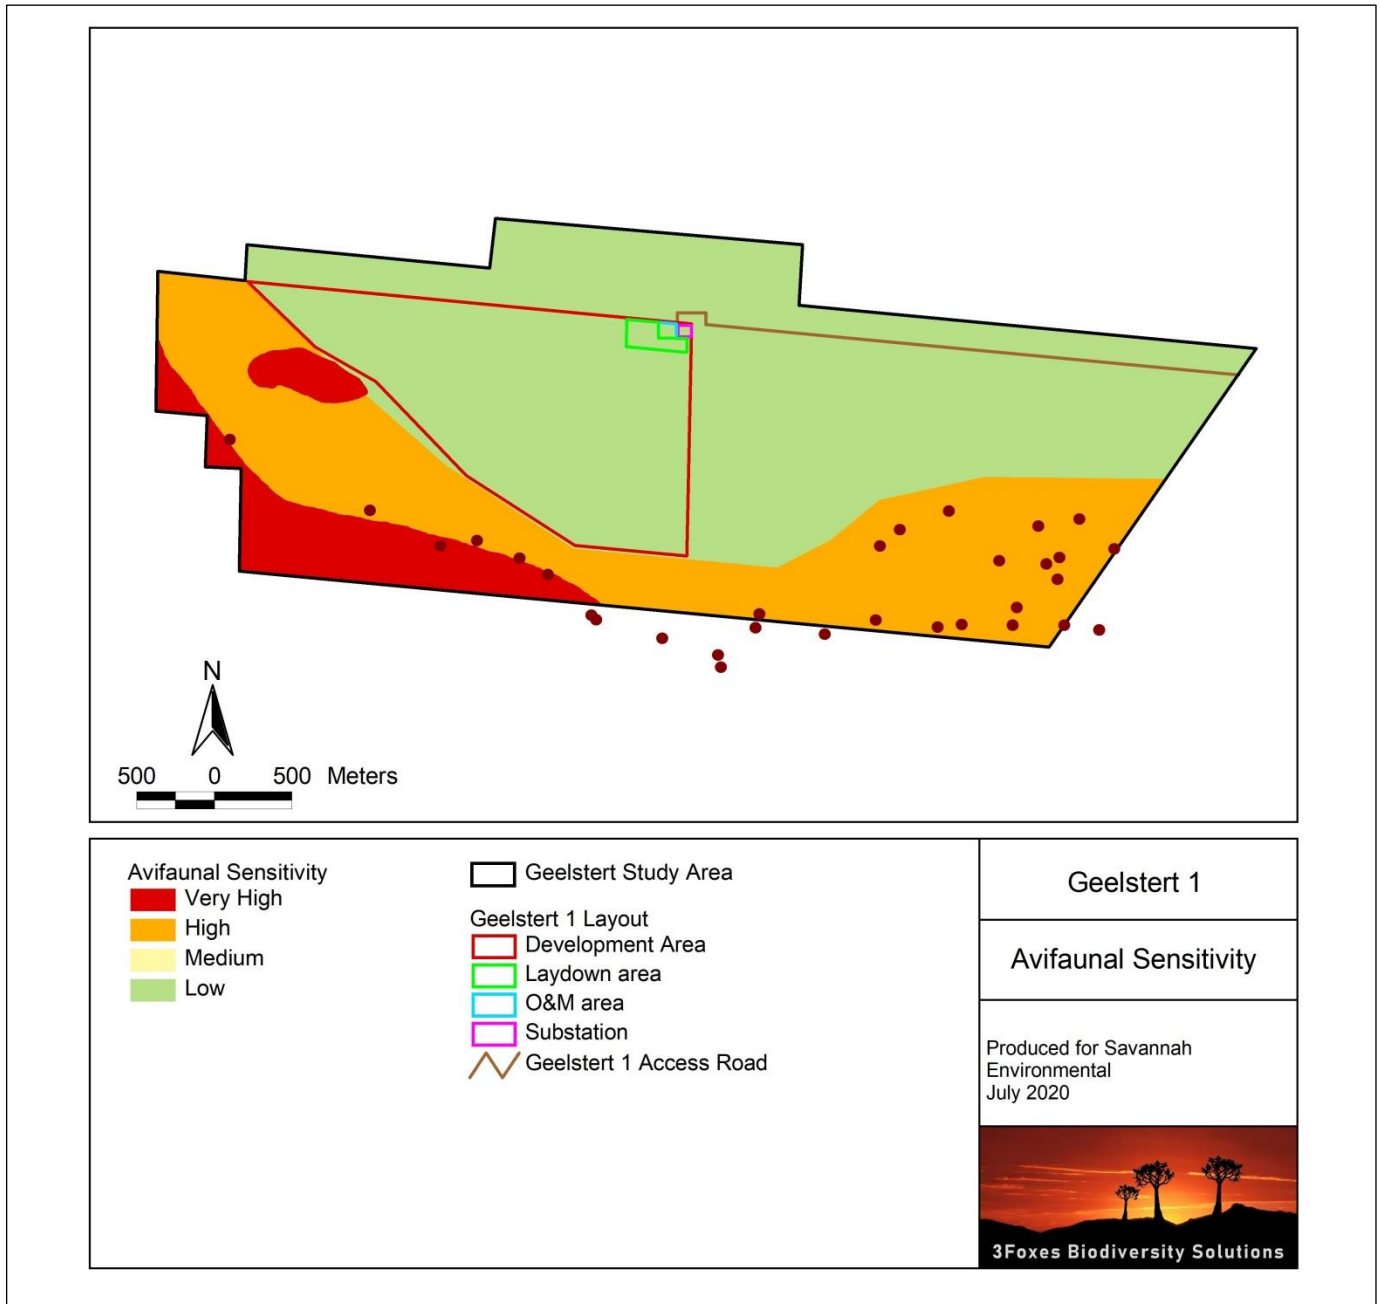 N
500 0 500 Meters
Avifaunal Sensitivity
Very High
High
Medium
Low
Geelstert Study Area
Geelstert 1 Layout
Development Area
Laydown area
O&M area
Substation
Geelstert 1 Access Road
Geelstert 1
Avifaunal Sensitivity
Produced for Savannah
Environmental
July 2020
3Foxes Biodiversity Solutions